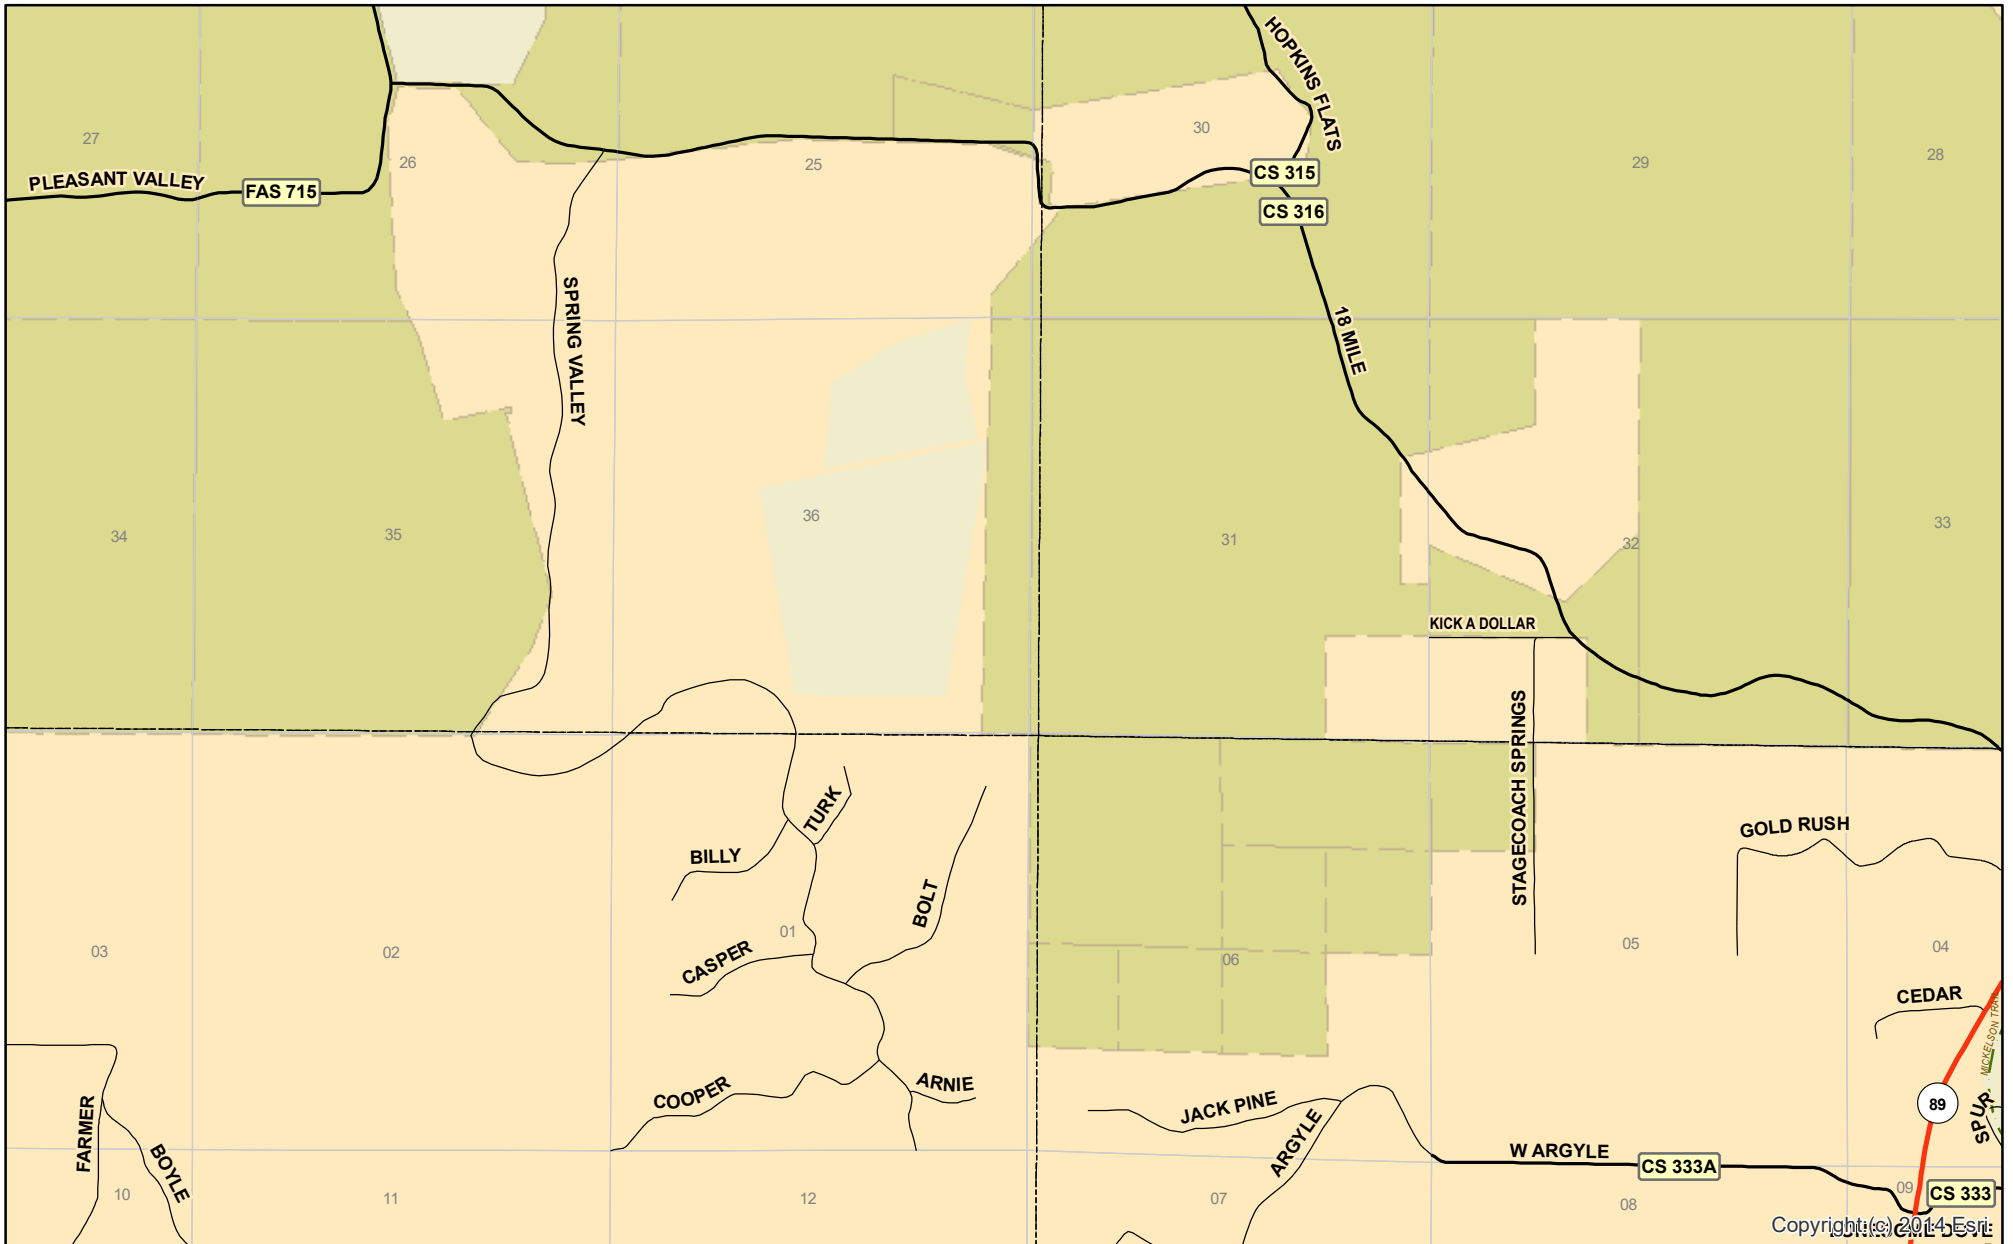 HOPKINS FLATS
27
26
25
30
29
28
PLEASANT VALLEY
FAS 715
CS 315
CS 316
SPRING VALLEY
18 MILE
34
35
36
31
32
33
KICK A DOLLAR
STAGECOACH SPRINGS
TURK
BILLY
BOLT
GOLD RUSH
03
02
01
CASPER
06
05
04
CEDAR
MICKELSON TRAIL
COOPER
ARNIE
JACK PINE
ARGYLE
89
SPUR
FARMER
BOYLE
W ARGYLE
CS 333A
CS 333
10
11
12
07
08
09
Copyright:(c) 2014 Esri